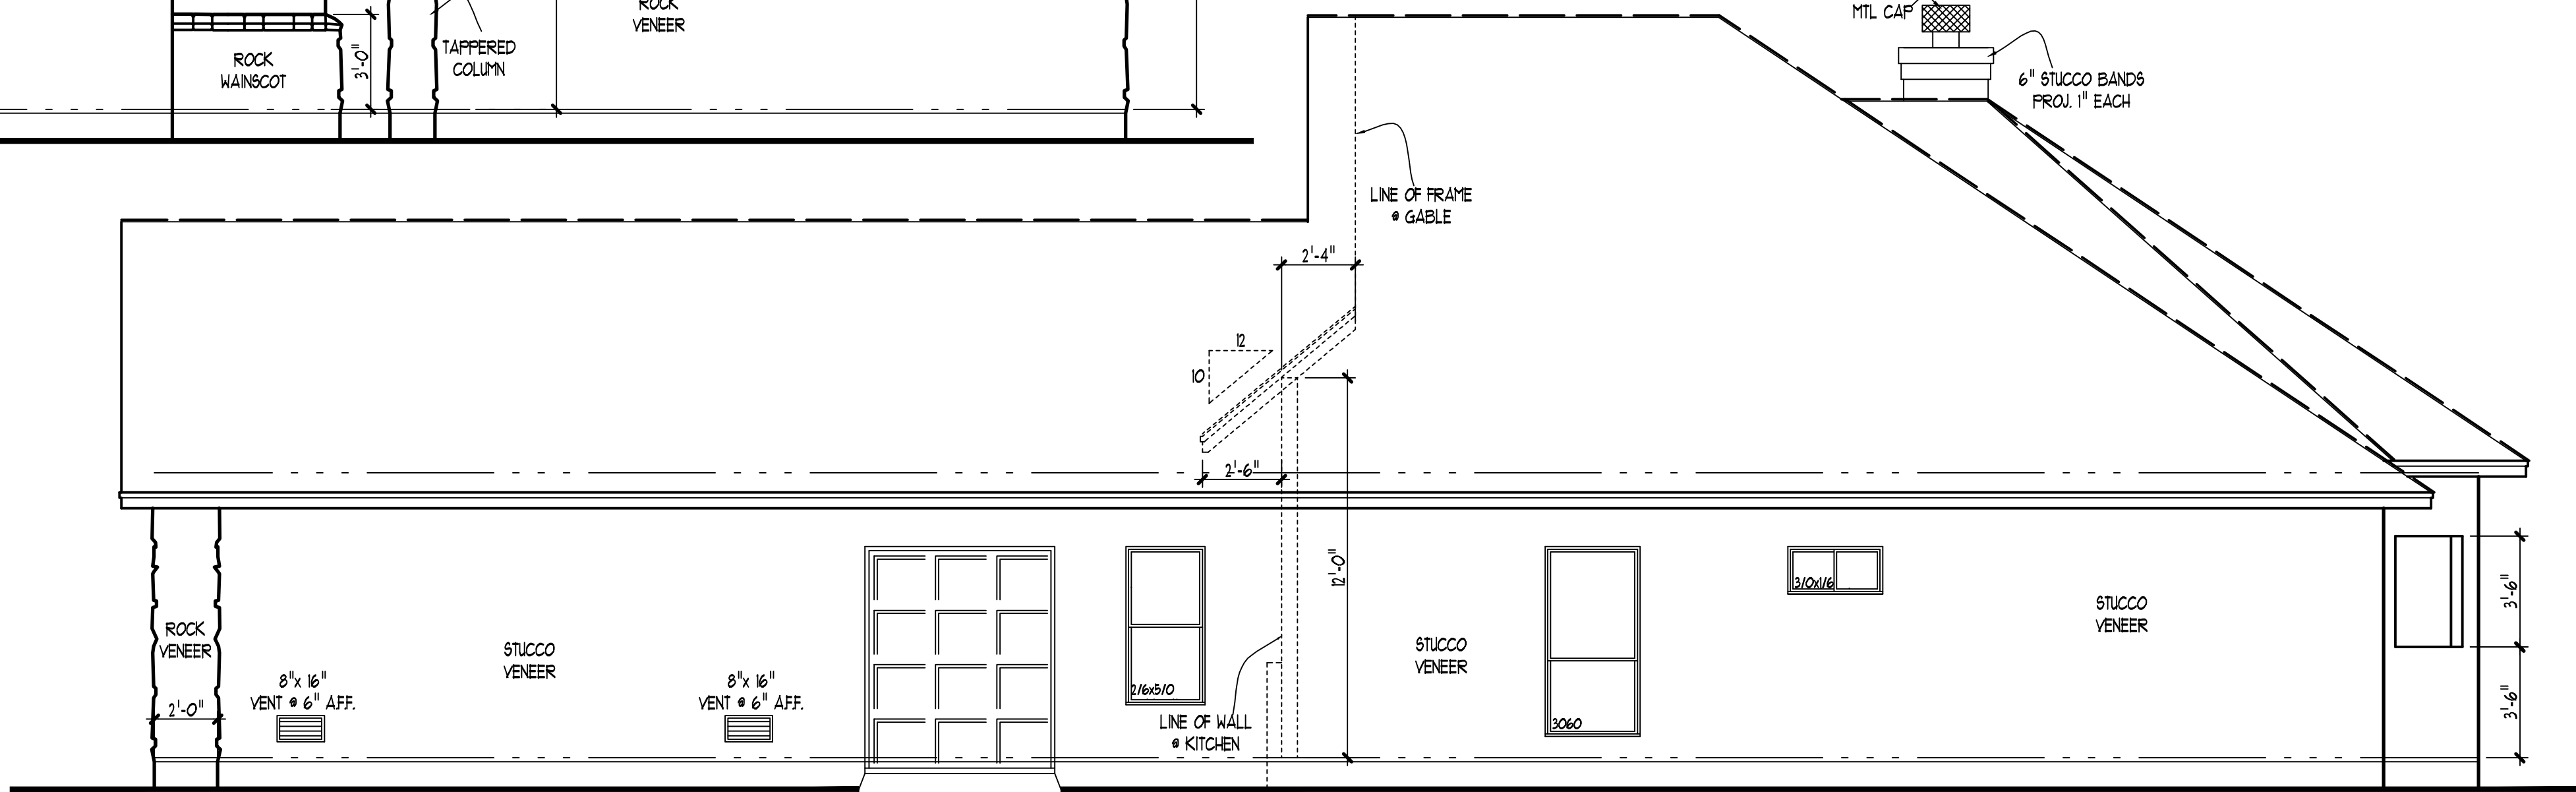 ROCK
VENEER
MTL CAP
TAPPERED
COLUMN
ROCK
WAINSCOT
3'-0"
6" STUCCO BANDS
PROJ. 1" EACH
LINE OF FRAME
@ GABLE
2'-4"
12
10
2'-6"
12'-0"
3/0x1/6
3'-6"
STUCCO
VENEER
ROCK
VENEER
STUCCO
VENEER
STUCCO
VENEER
8"x 16"
VENT @ 6" AFF.
8"x 16"
VENT @ 6" AFF.
2/6x5/0
2'-0"
3'-6"
LINE OF WALL
@ KITCHEN
3060